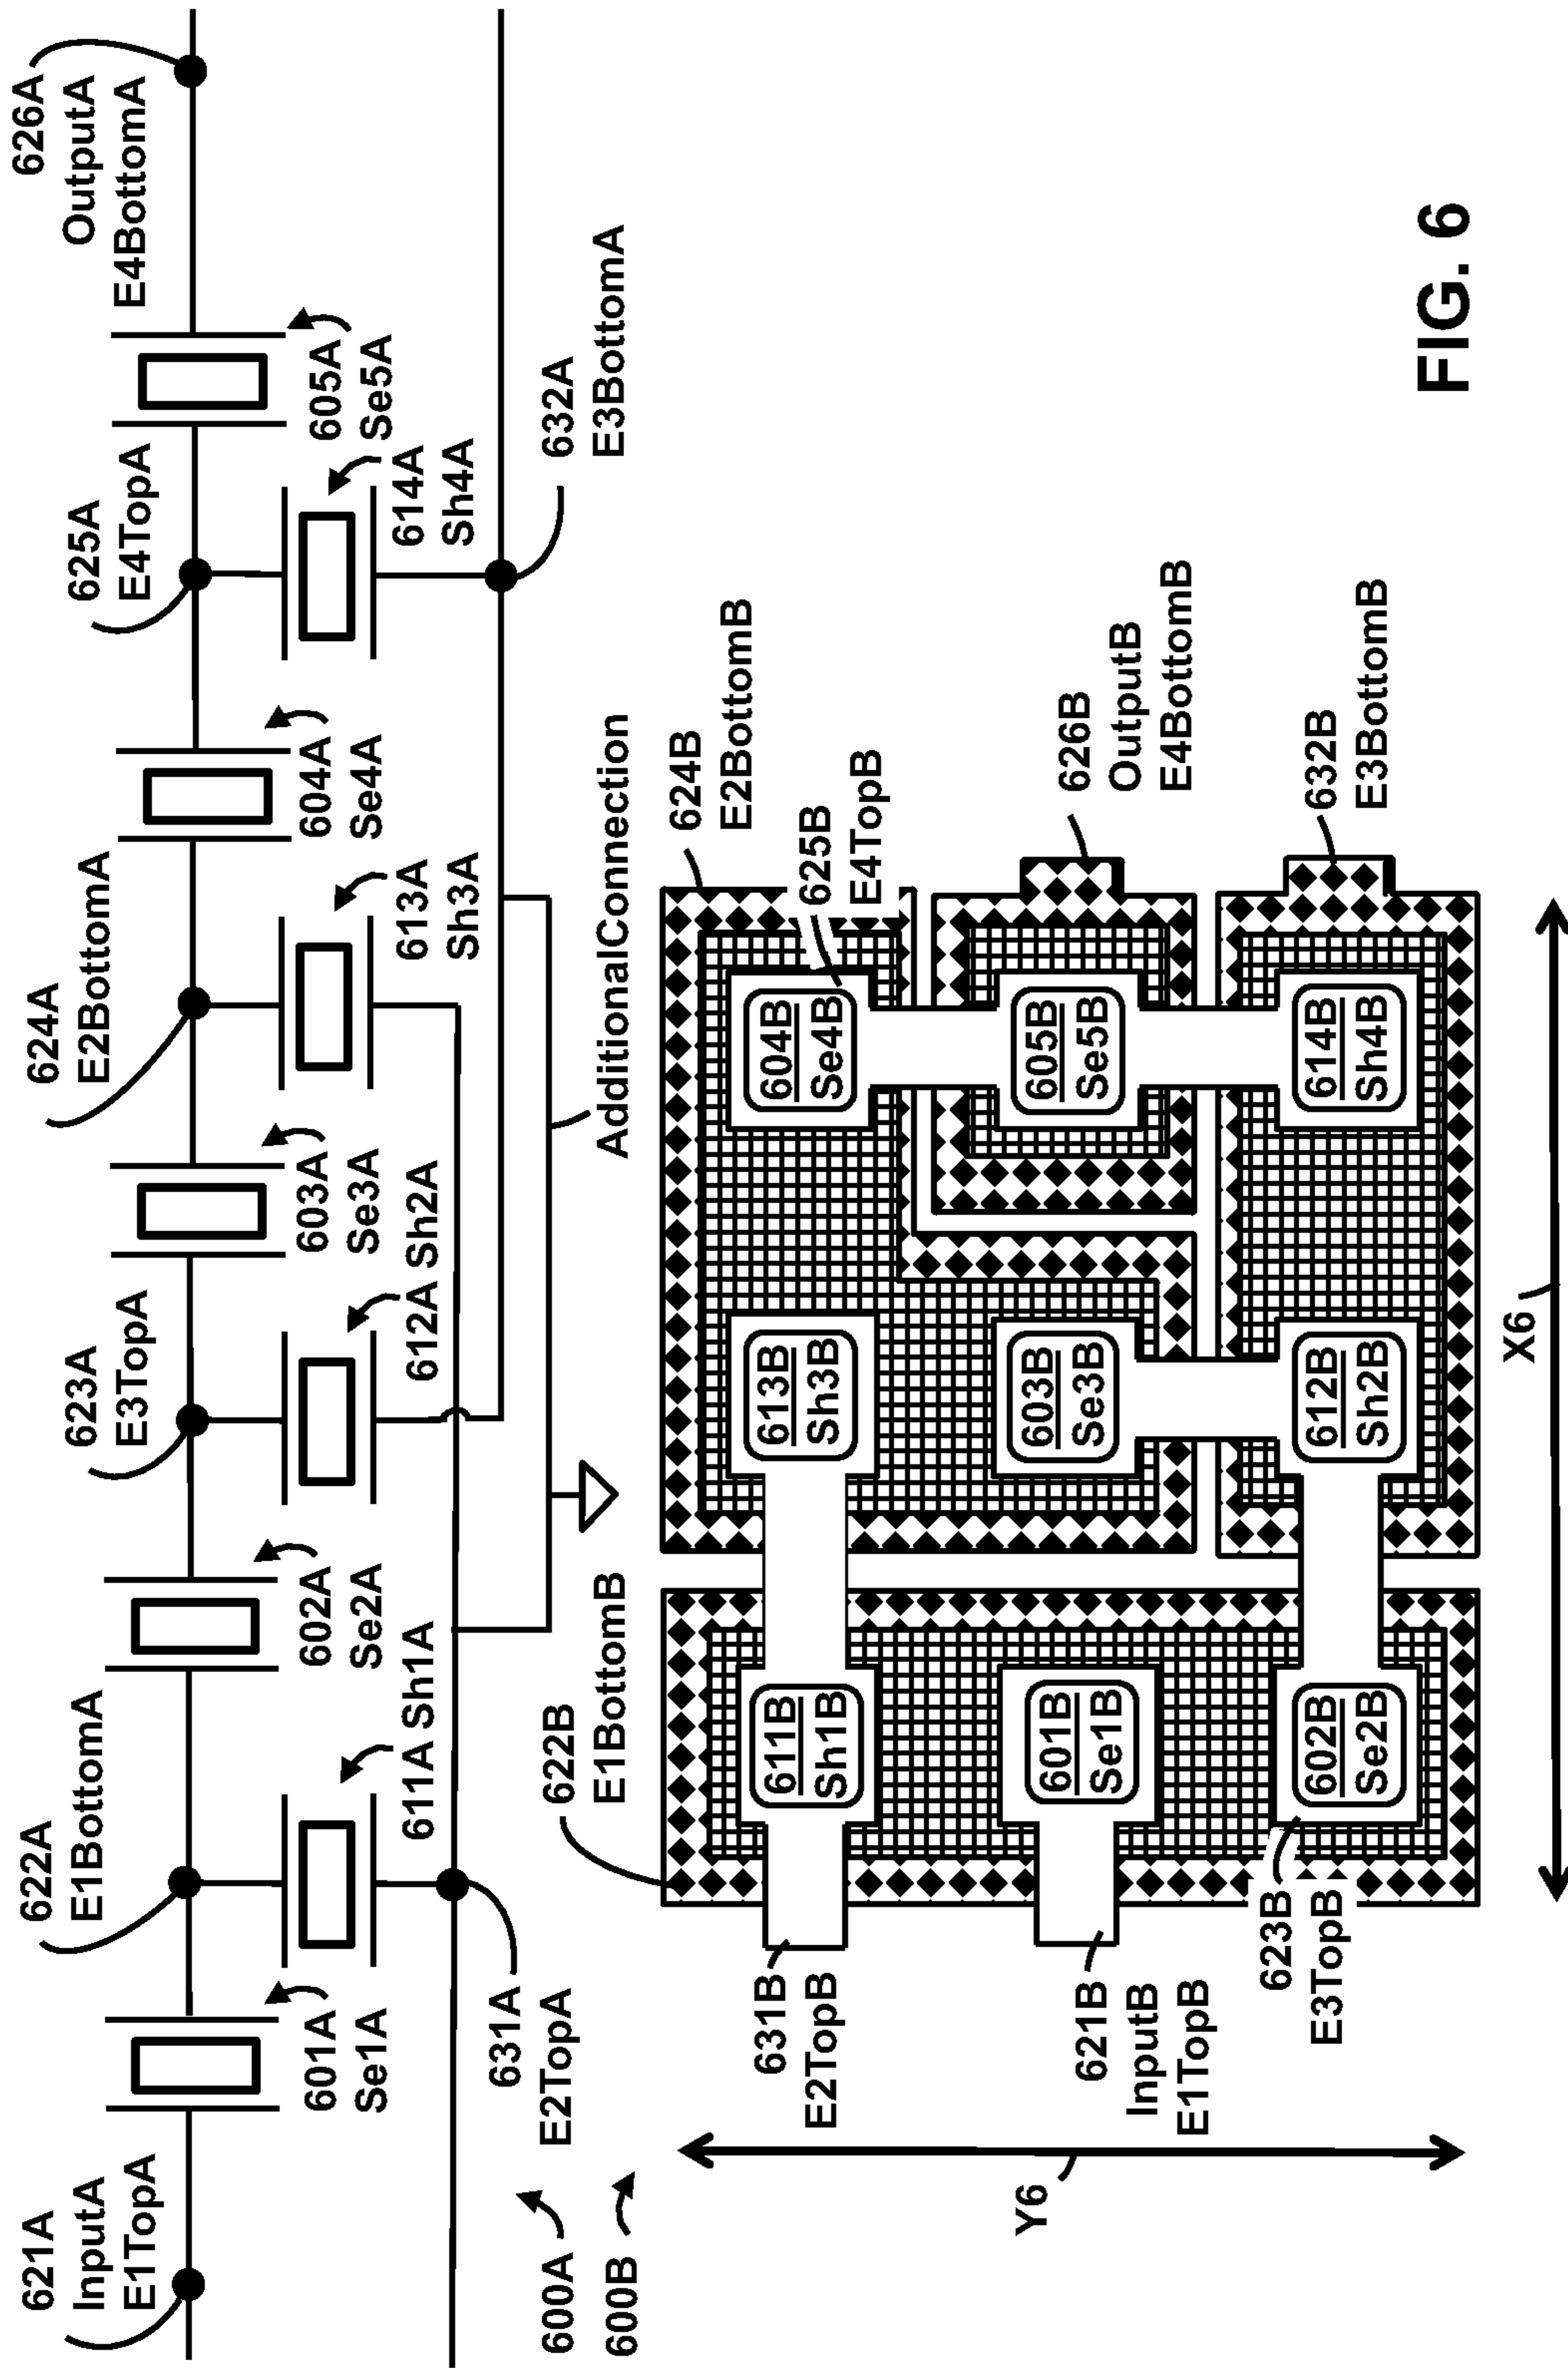 621A
InputA
E1TopA
601A
Se1A
622A
E1BottomA
611A Sh1A
602A
Se2A
623A
E3TopA
612A Sh2A
603A
Se3A
624A
E2BottomA
613A
Sh3A
604A
Se4A
625A
E4TopA
614A
Sh4A
605A
Se5A
626A
OutputA
E4BottomA
631A
E2TopA
632A
E3BottomA
AdditionalConnection
600A
600B
622B
E1BottomB
624B
E2BottomB
625B
E4TopB
631B
E2TopB
611B
Sh1B
613B
Sh3B
604B
Se4B
621B
InputB
E1TopB
601B
Se1B
603B
Se3B
605B
Se5B
626B
OutputB
E4BottomB
623B
E3TopB
602B
Se2B
612B
Sh2B
614B
Sh4B
632B
E3BottomB
Y6
X6
FIG. 6